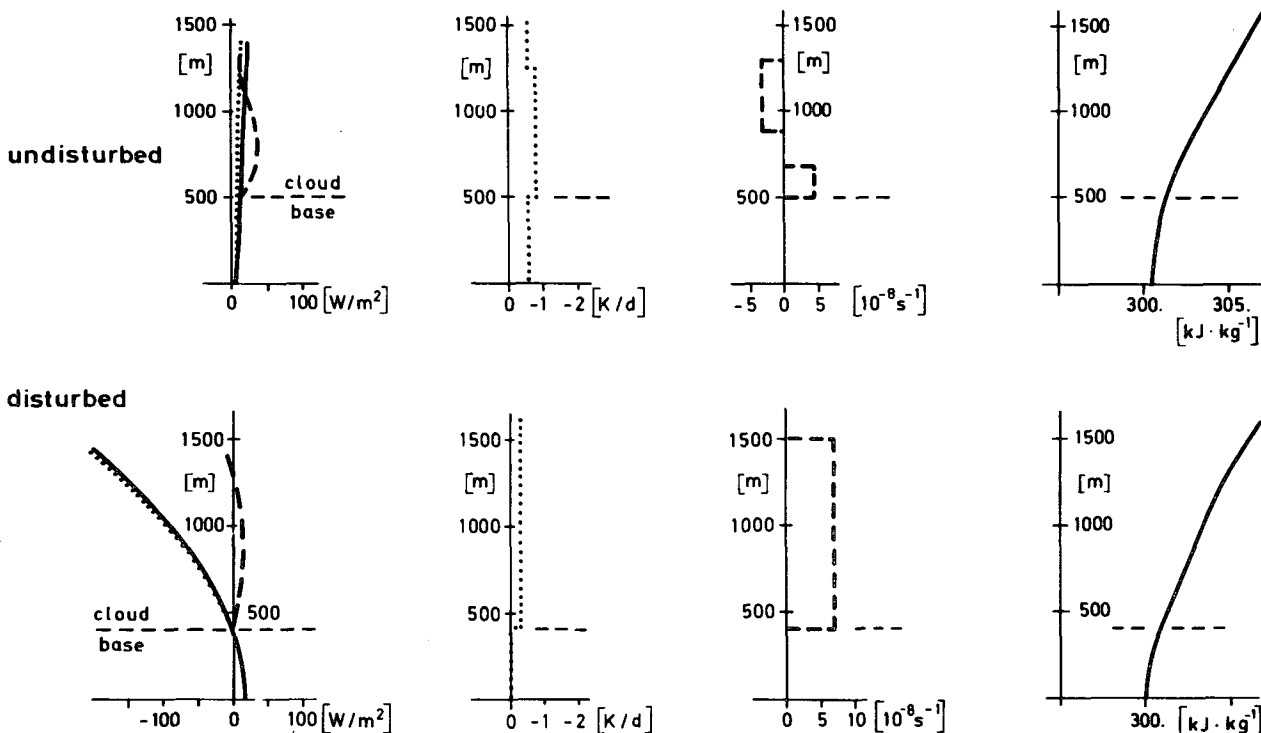 undisturbed
1500
[m]
1000
500
cloud
base
0 100 [W/m²]
1500
[m]
1000
500
0 -1 -2 [K/d]
1500
[m]
1000
500
-5 0 5 [10⁻⁸s⁻¹]
1500
[m]
1000
500
300. 305.
[kJ·kg⁻¹]
disturbed
1500
[m]
1000
500
cloud
base
-100 0 100 [W/m²]
1500
[m]
1000
500
0 -1 -2 [K/d]
1500
[m]
1000
500
0 5 10 [10⁻⁸s⁻¹]
1500
[m]
1000
500
300. [kJ·kg⁻¹]